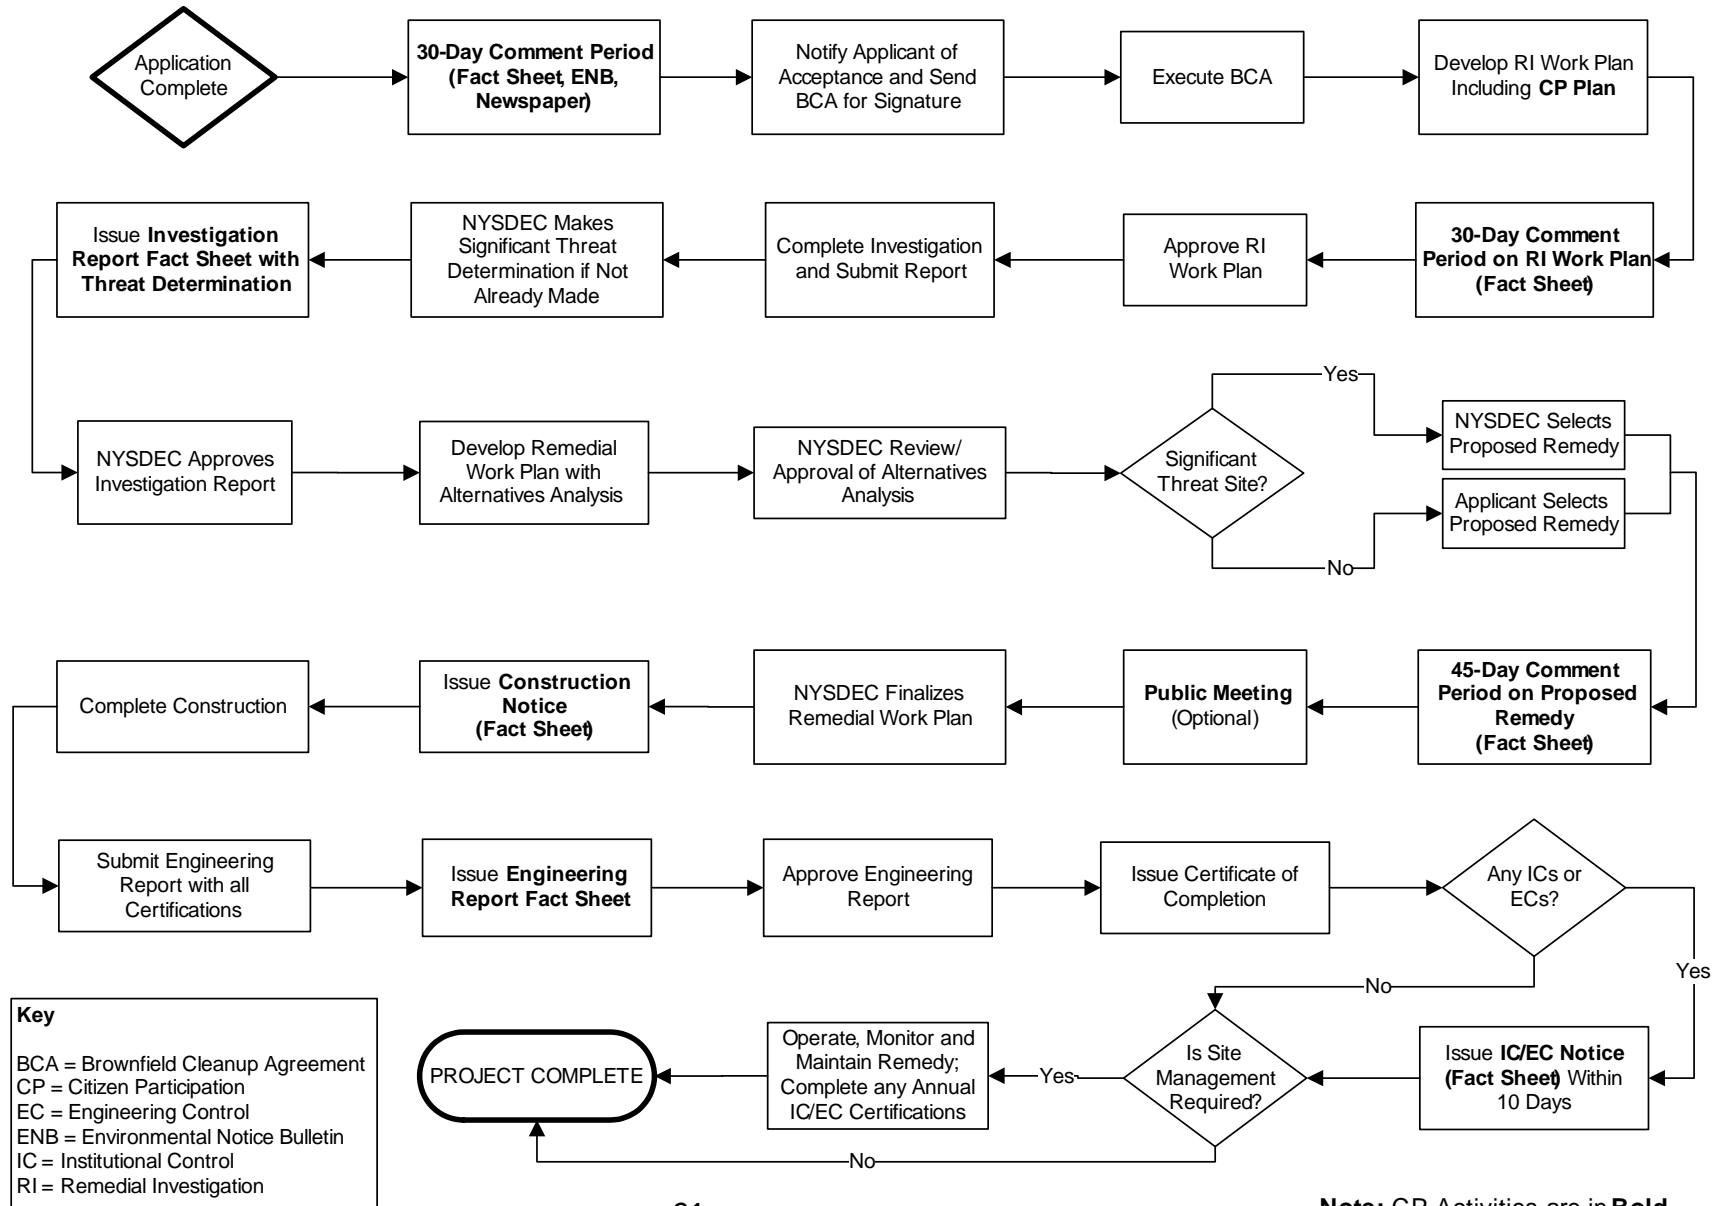 Application
Complete
30-Day Comment Period
(Fact Sheet, ENB,
Newspaper)
Notify Applicant of
Acceptance and Send
BCA for Signature
Execute BCA
Develop RI Work Plan
Including CP Plan
30-Day Comment
Period on RI Work Plan
(Fact Sheet)
Approve RI
Work Plan
Complete Investigation
and Submit Report
NYSDEC Makes
Significant Threat
Determination if Not
Already Made
Issue Investigation
Report Fact Sheet with
Threat Determination
NYSDEC Approves
Investigation Report
Develop Remedial
Work Plan with
Alternatives Analysis
NYSDEC Review/
Approval of Alternatives
Analysis
Significant
Threat Site?
Yes
NYSDEC Selects
Proposed Remedy
No
Applicant Selects
Proposed Remedy
45-Day Comment
Period on Proposed
Remedy
(Fact Sheet)
Public Meeting
(Optional)
NYSDEC Finalizes
Remedial Work Plan
Issue Construction
Notice
(Fact Sheet)
Complete Construction
Submit Engineering
Report with all
Certifications
Issue Engineering
Report Fact Sheet
Approve Engineering
Report
Issue Certificate of
Completion
Any ICs or
ECs?
Yes
No
Issue IC/EC Notice
(Fact Sheet) Within
10 Days
Is Site
Management
Required?
Yes
Operate, Monitor and
Maintain Remedy;
Complete any Annual
IC/EC Certifications
No
PROJECT COMPLETE
Key
BCA = Brownfield Cleanup Agreement
CP = Citizen Participation
EC = Engineering Control
ENB = Environmental Notice Bulletin
IC = Institutional Control
RI = Remedial Investigation
Note: CP Activities are in Bold